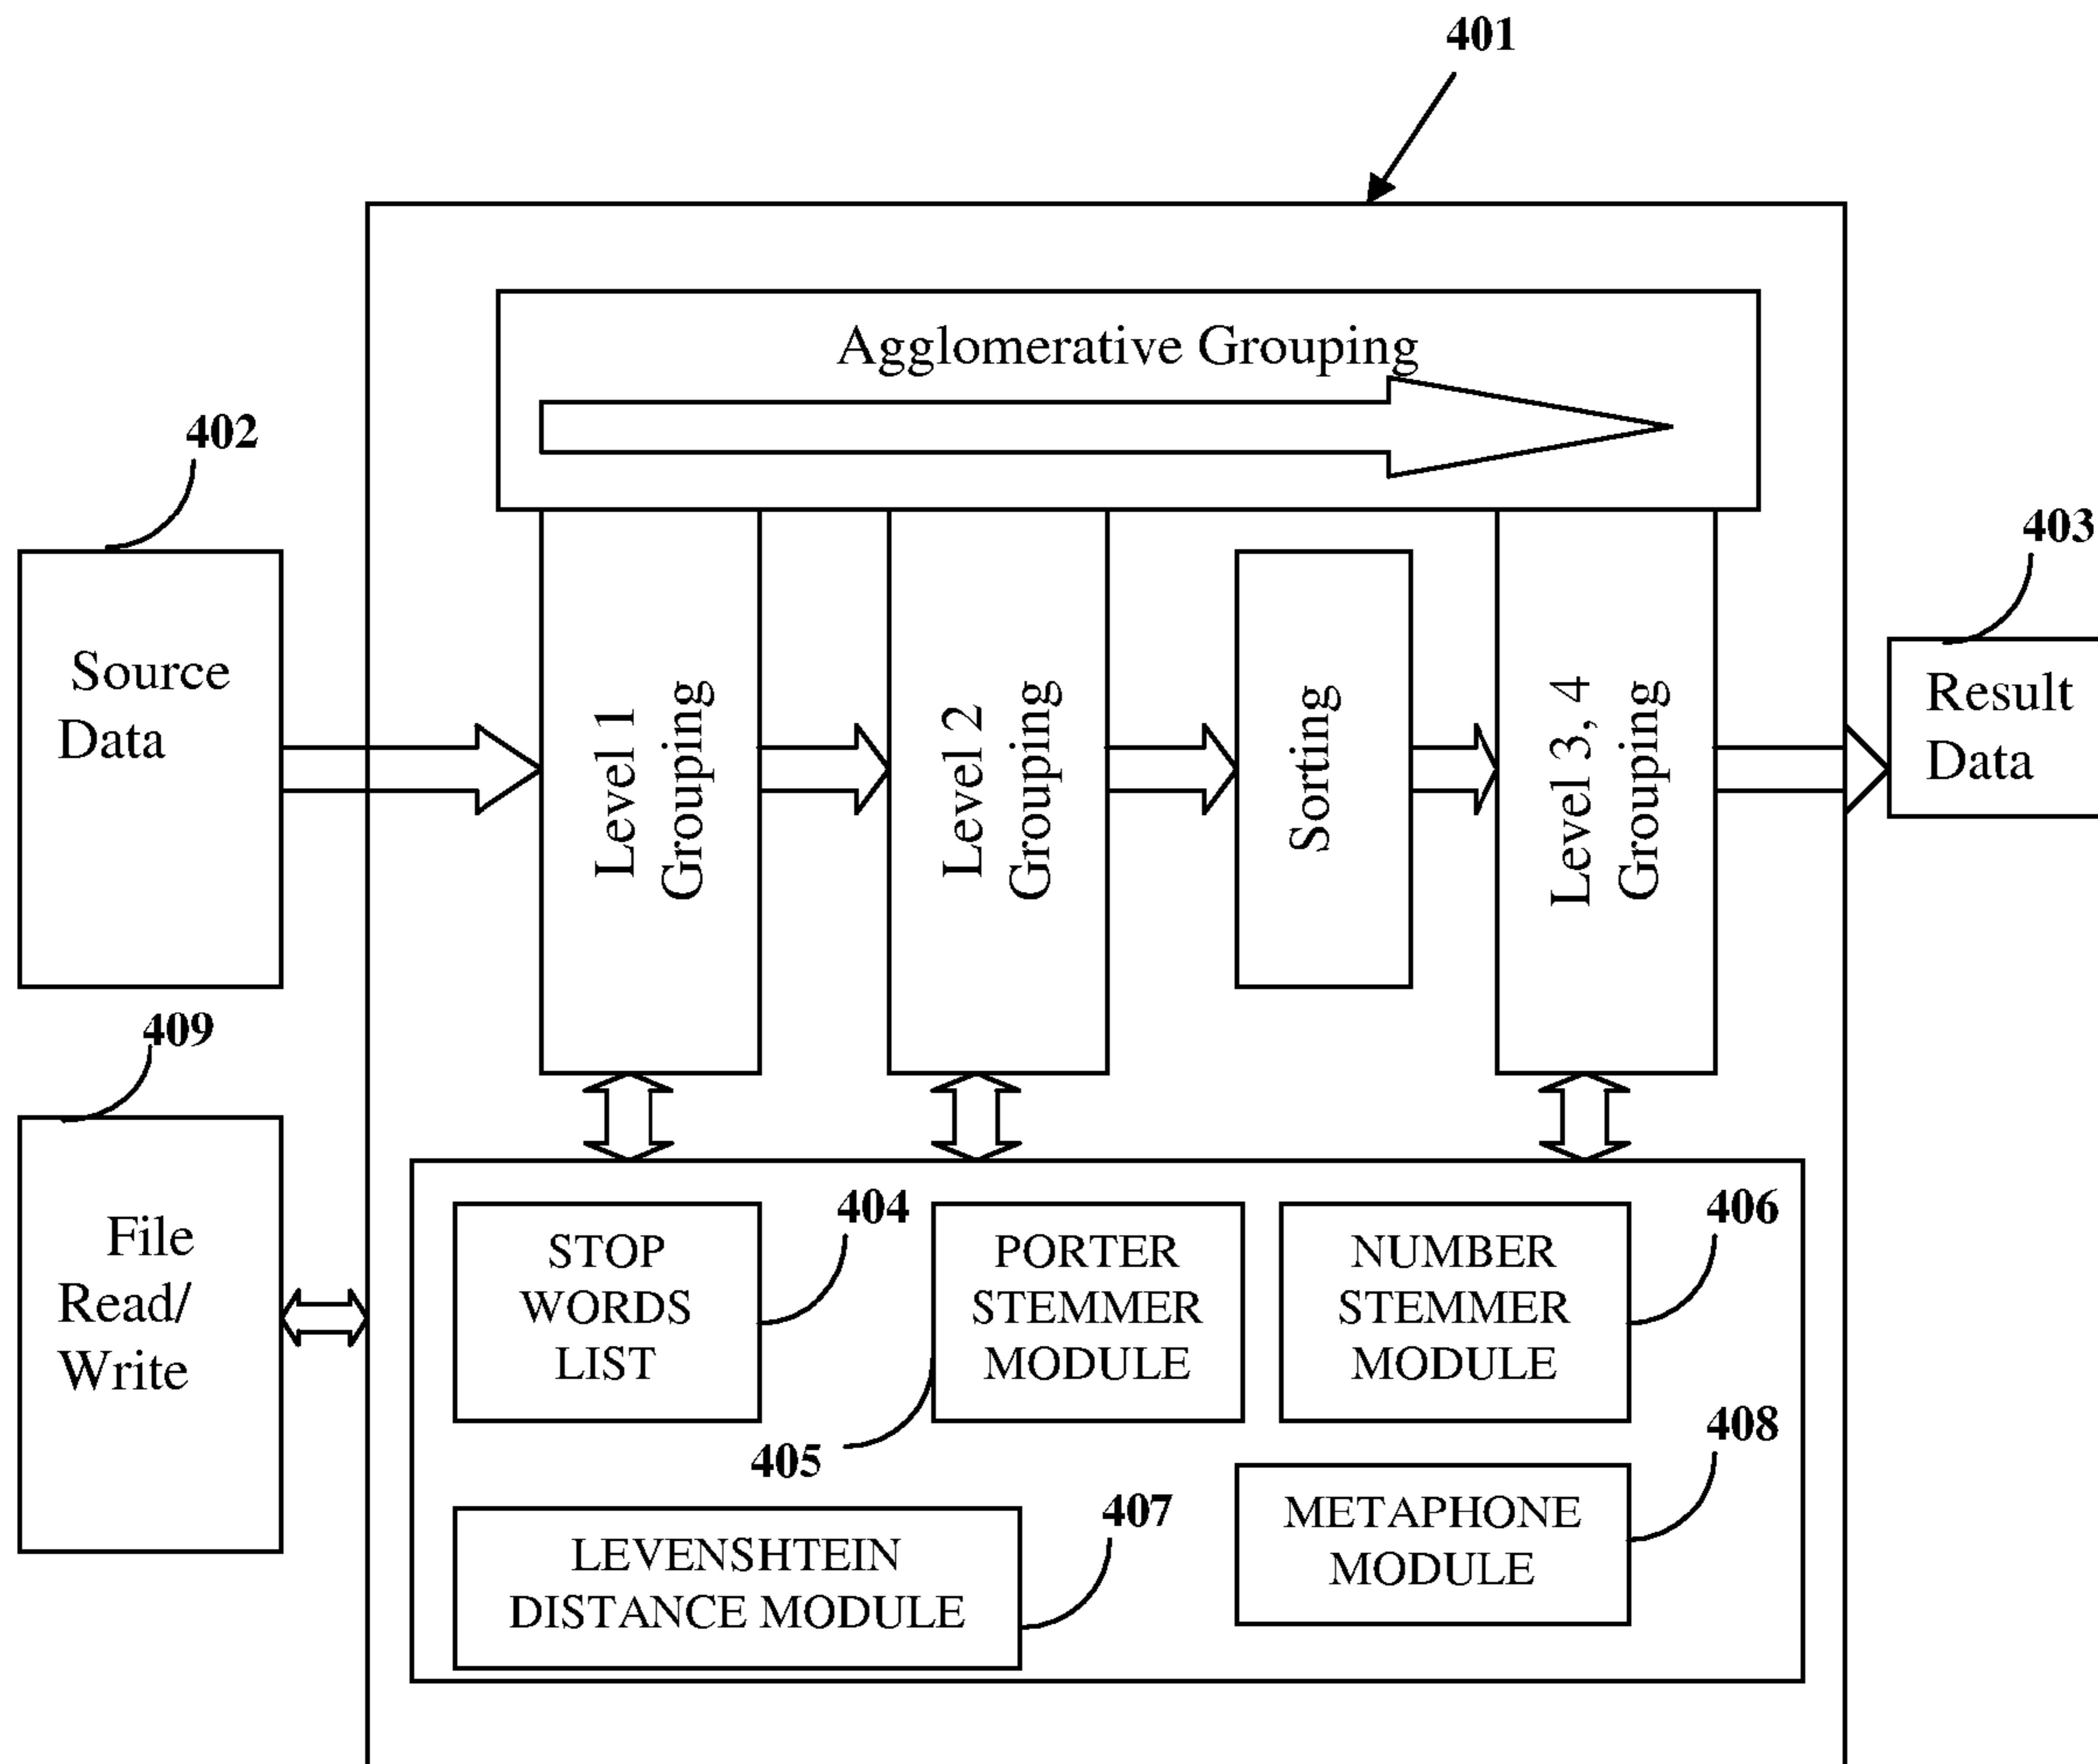 401
Agglomerative Grouping
402
403
Source
Data
Level 1
Grouping
Level 2
Grouping
Sorting
Level 3, 4
Grouping
Result
Data
409
File
Read/
Write
STOP
WORDS
LIST
404
PORTER
STEMMER
MODULE
405
NUMBER
STEMMER
MODULE
406
LEVENSHTEIN
DISTANCE MODULE
407
METAPHONE
MODULE
408